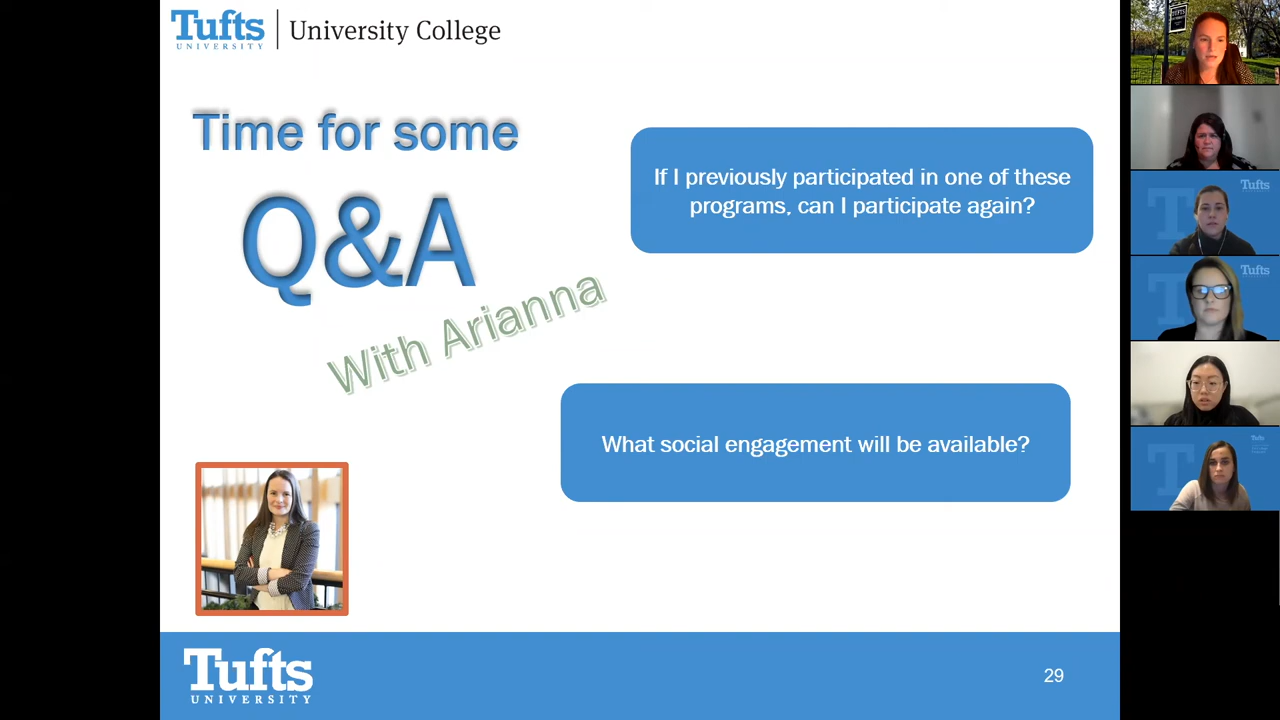 Tufts
UNIVERSITY
University College
Time for some
Q&A
With Arianna
If I previously participated in one of these
programs, can I participate again?
What social engagement will be available?
Tufts
UNIVERSITY
29
Tufts
Tufts
Tufts